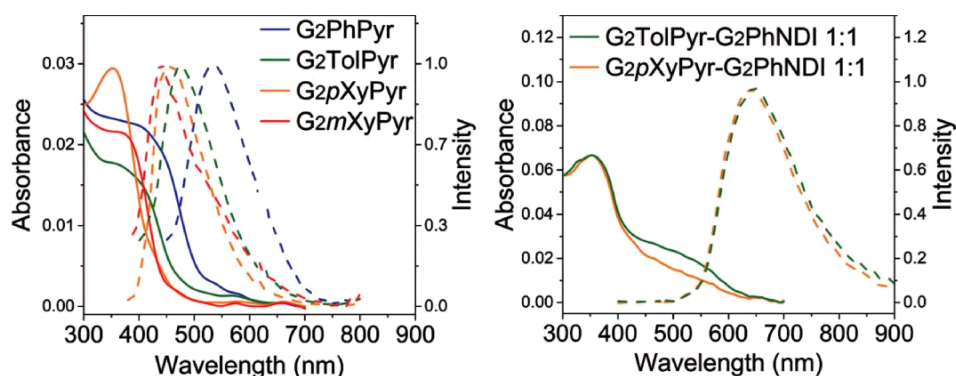 G2PhPyr
G2TolPyr
G2pXyPyr
G2mXyPyr
0.03
0.02
0.01
0.00
Absorbance
1.0
0.7
0.3
0.0
Intensity
300 400 500 600 700 800 900
Wavelength (nm)
G2TolPyr-G2PhNDI 1:1
G2pXyPyr-G2PhNDI 1:1
0.12
0.10
0.08
0.06
0.04
0.02
0.00
Absorbance
1.2
1.0
0.8
0.6
0.4
0.2
0.0
Intensity
300 400 500 600 700 800 900
Wavelength (nm)